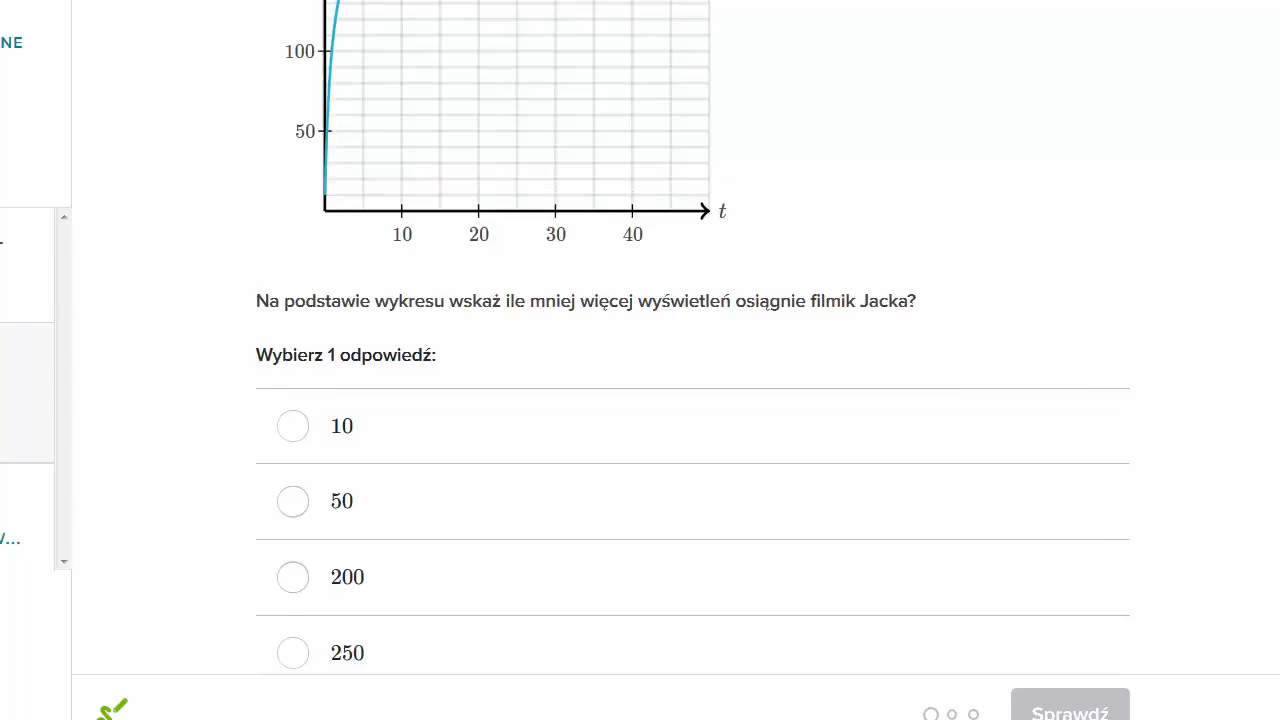 NE
100
50
t
10 20 30 40
Na podstawie wykresu wskaż ile mniej więcej wyświetleń osiągnie filmik Jacka?
Wybierz 1 odpowiedź:
10
50
200
250
Sprawdź